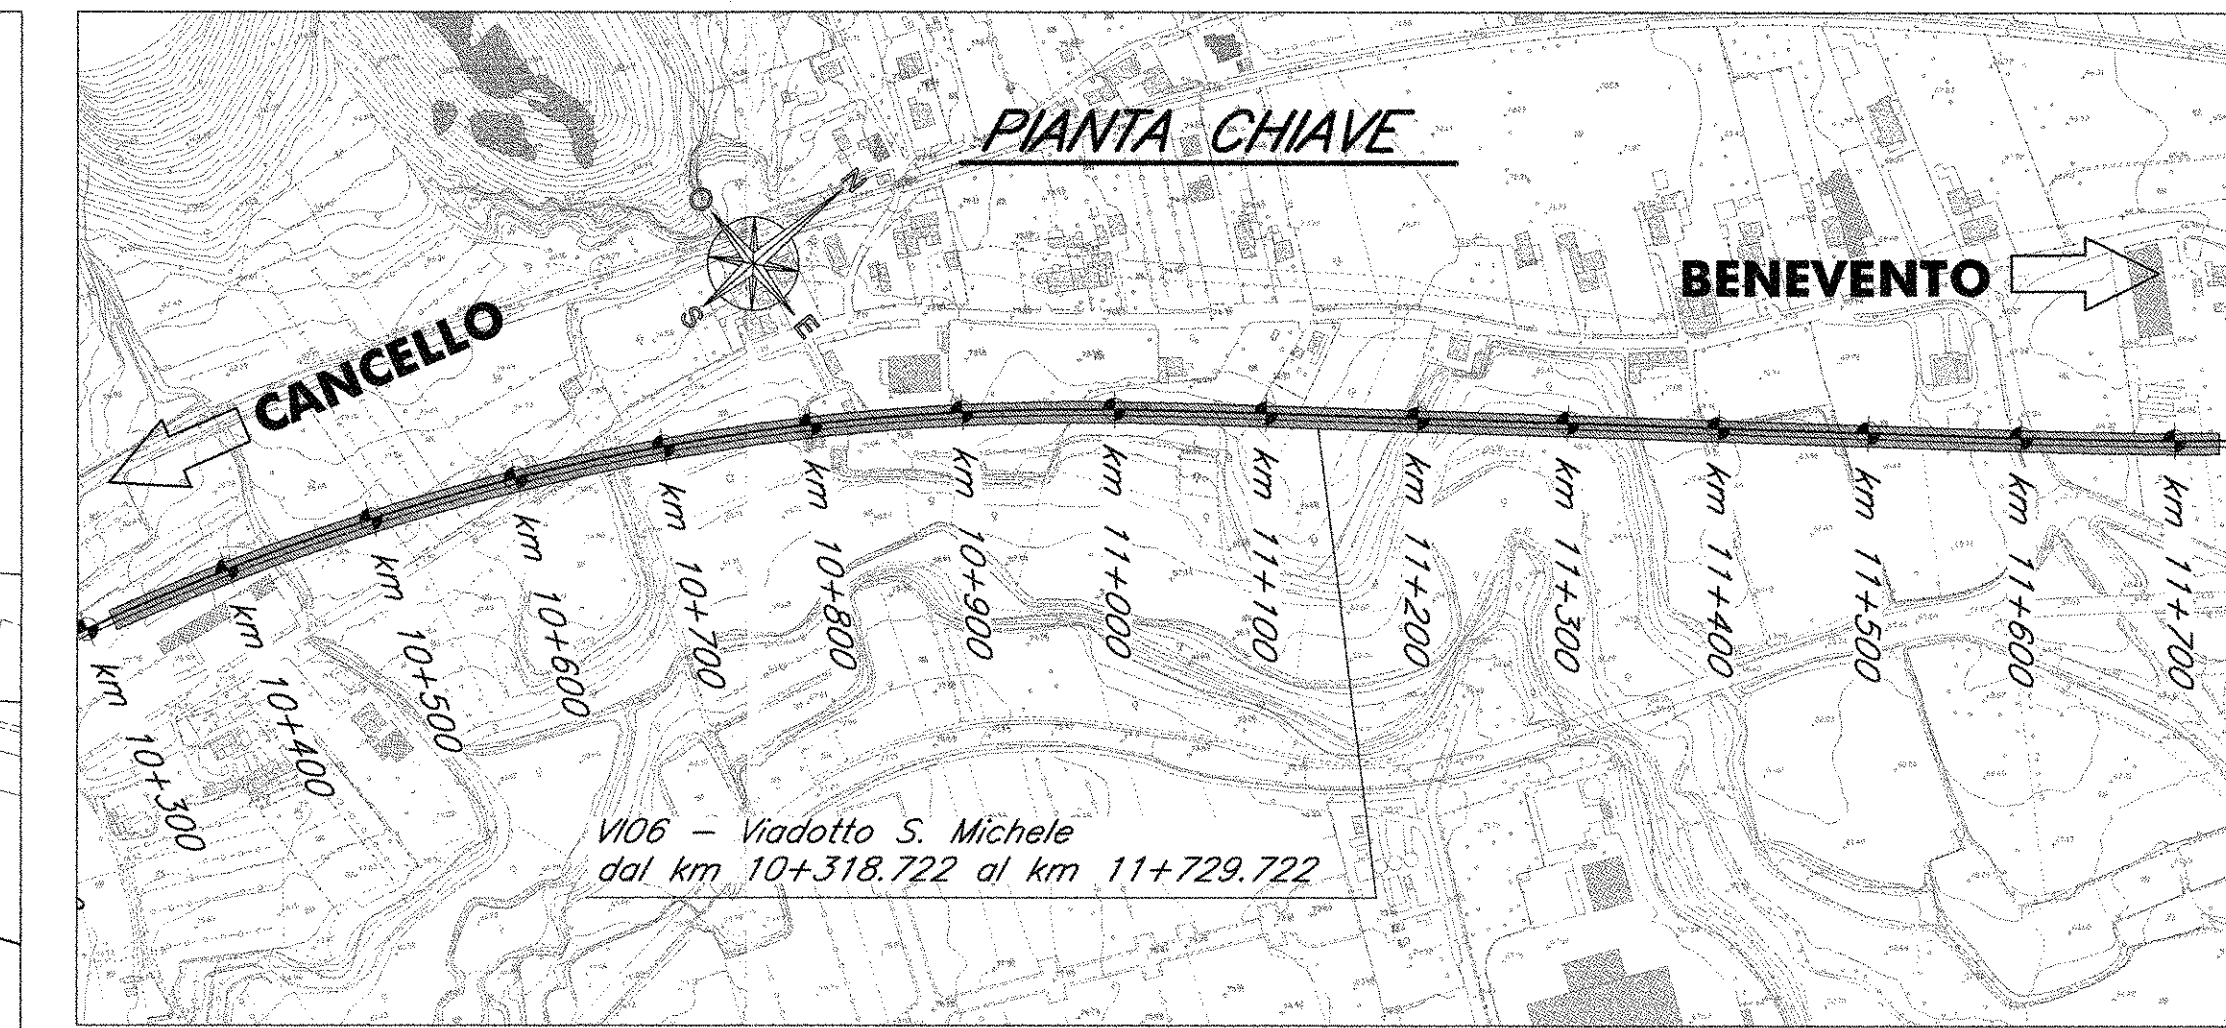 PIANTA CHIAVE
O
N
S
E
CANCELLO
BENEVENTO
km 10+300
km 10+400
km 10+500
km 10+600
km 10+700
km 10+800
km 10+900
km 11+000
km 11+100
km 11+200
km 11+300
km 11+400
km 11+500
km 11+600
km 11+700
VI06 – Viadotto S. Michele
dal km 10+318.722 al km 11+729.722